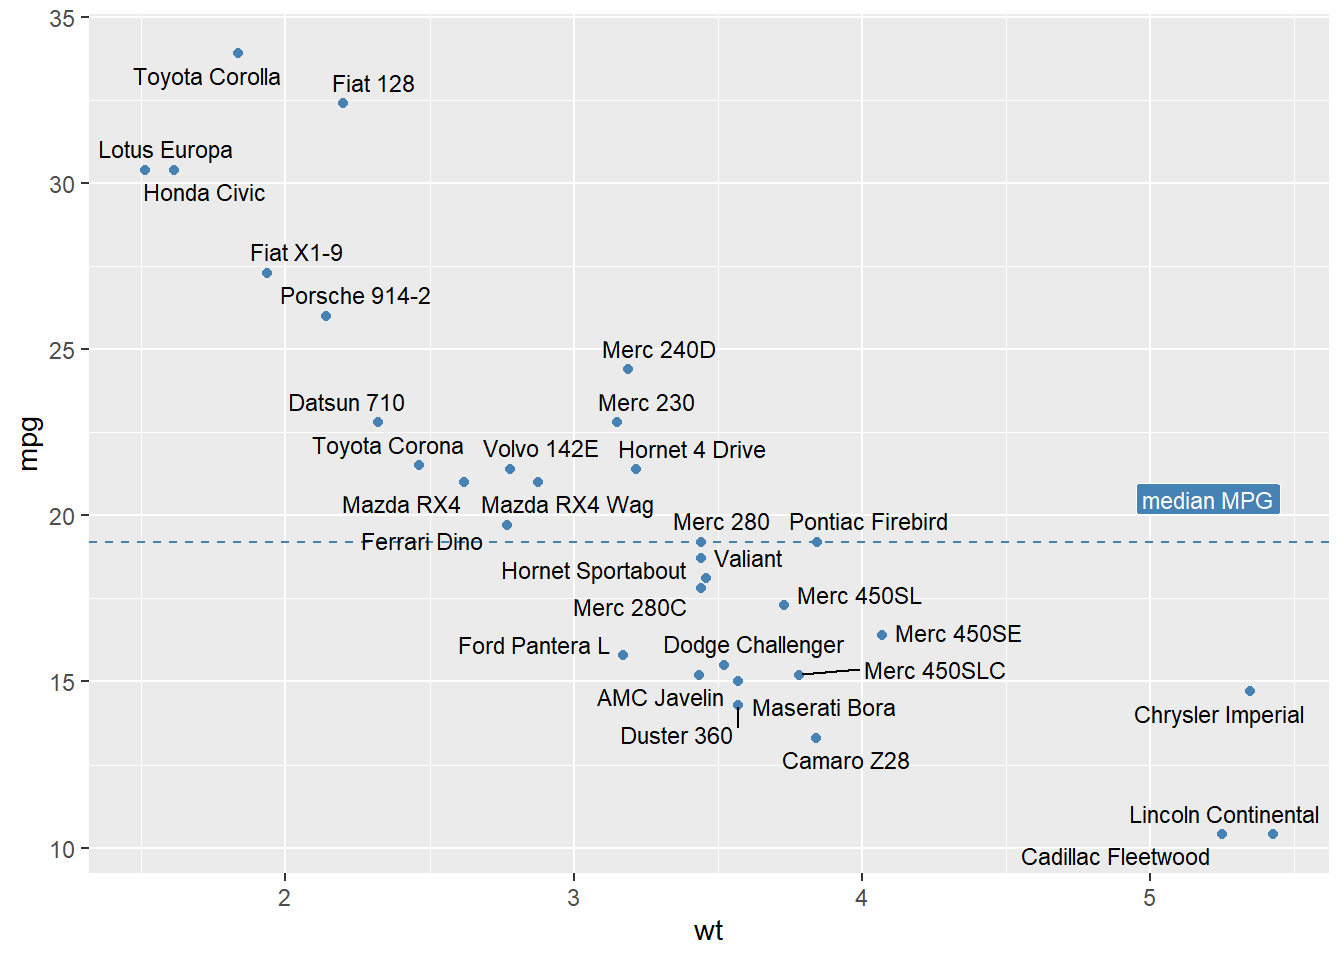 35
Toyota Corolla
Fiat 128
Lotus Europa
30
Honda Civic
Fiat X1-9
Porsche 914-2
25
Merc 240D
Datsun 710
Merc 230
mpg
Toyota Corona
Volvo 142E
Hornet 4 Drive
Mazda RX4
Mazda RX4 Wag
median MPG
20
Merc 280
Pontiac Firebird
Ferrari Dino
Valiant
Hornet Sportabout
Merc 280C
Merc 450SL
Merc 450SE
Ford Pantera L
Dodge Challenger
Merc 450SLC
15
AMC Javelin
Maserati Bora
Chrysler Imperial
Duster 360
Camaro Z28
Lincoln Continental
10
Cadillac Fleetwood
2
3
4
5
wt